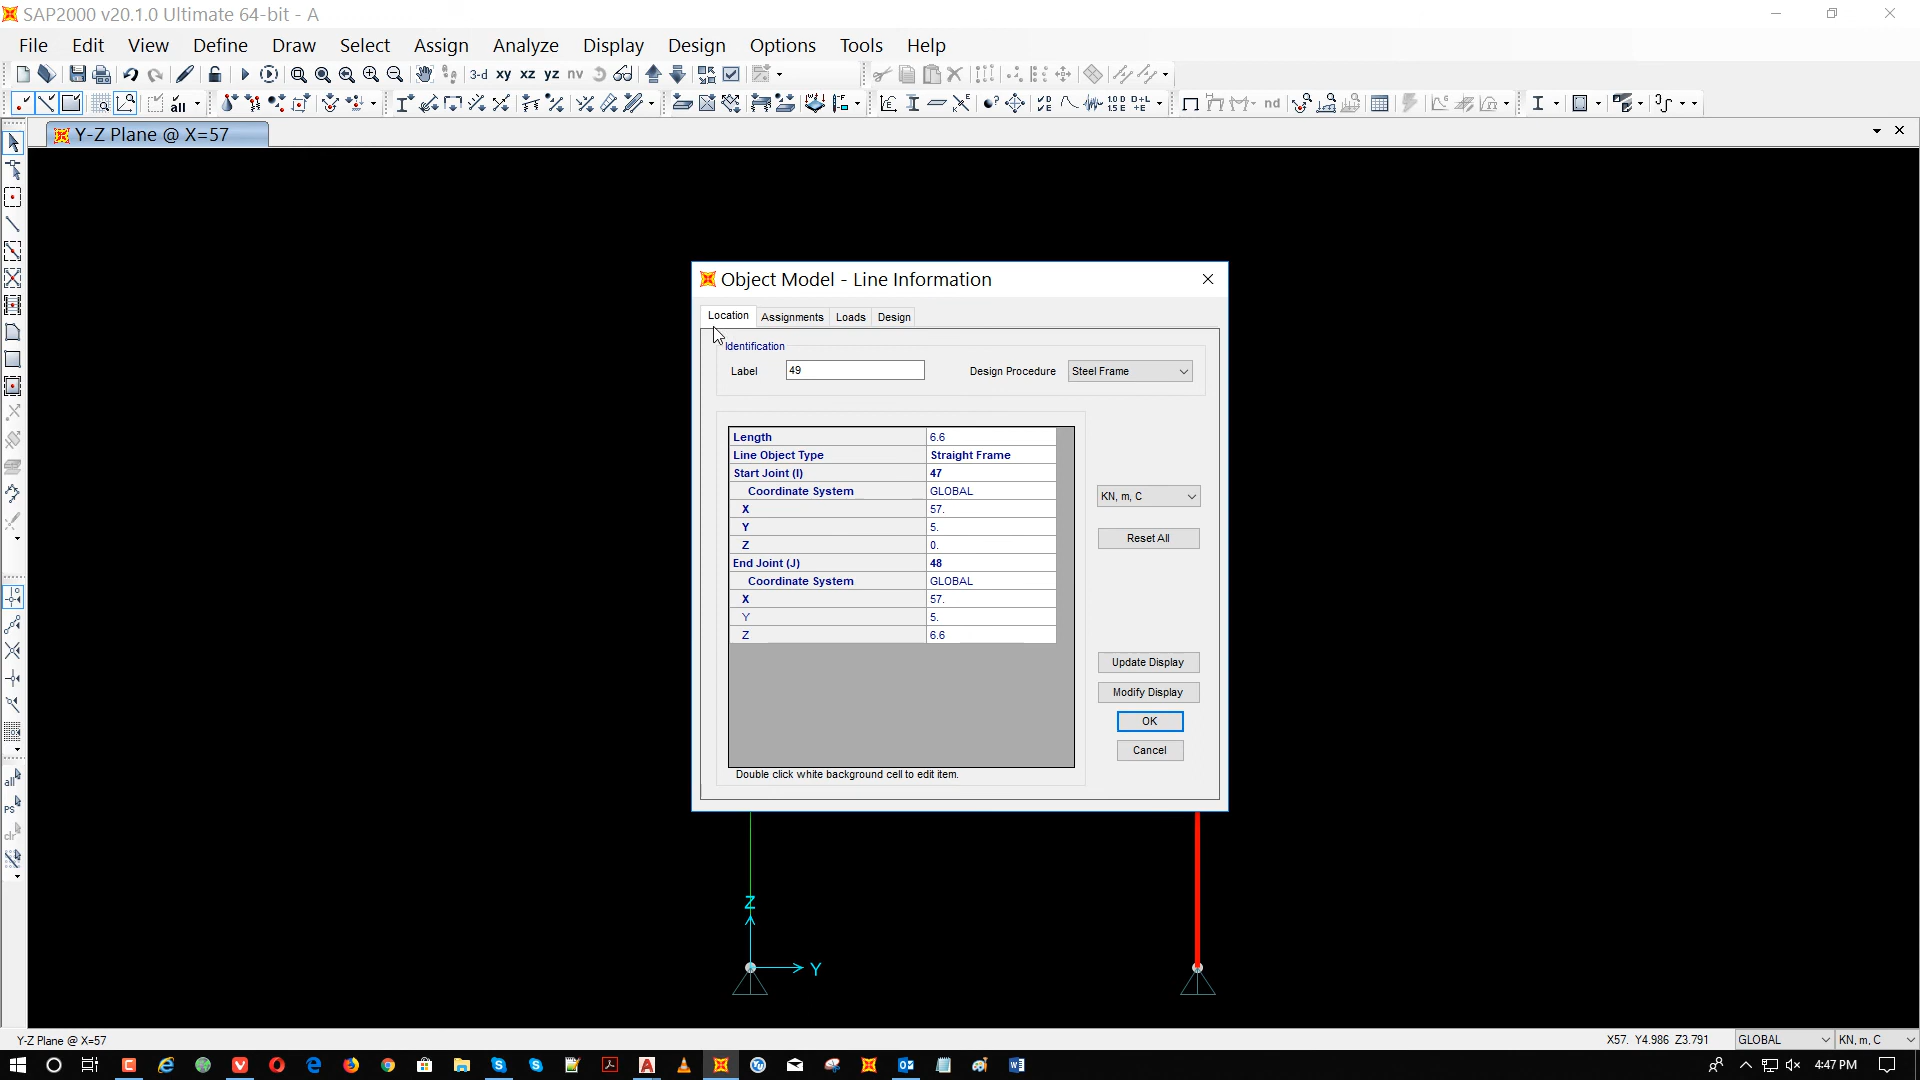 SAP2000 v20.1.0 Ultimate 64-bit - A
File Edit View Define Draw Select Assign Analyze Display Design Options Tools Help
3-d xy xz yz nv
all nd
Y-Z Plane @ X=57
Object Model - Line Information
Location Assignments Loads Design
Identification
Label 49 Design Procedure Steel Frame
Length 6.6
Line Object Type Straight Frame
Start Joint (I) 47
Coordinate System GLOBAL
X 57.
Y 5.
Z 0.
End Joint (J) 48
Coordinate System GLOBAL
X 57.
Y 5.
Z 6.6
KN, m, C
Reset All
Update Display
Modify Display
OK
Cancel
Double click white background cell to edit item.
all
PS
clr
Z
Y
Y-Z Plane @ X=57 X57. Y4.986 Z3.791 GLOBAL KN, m, C
4:47 PM